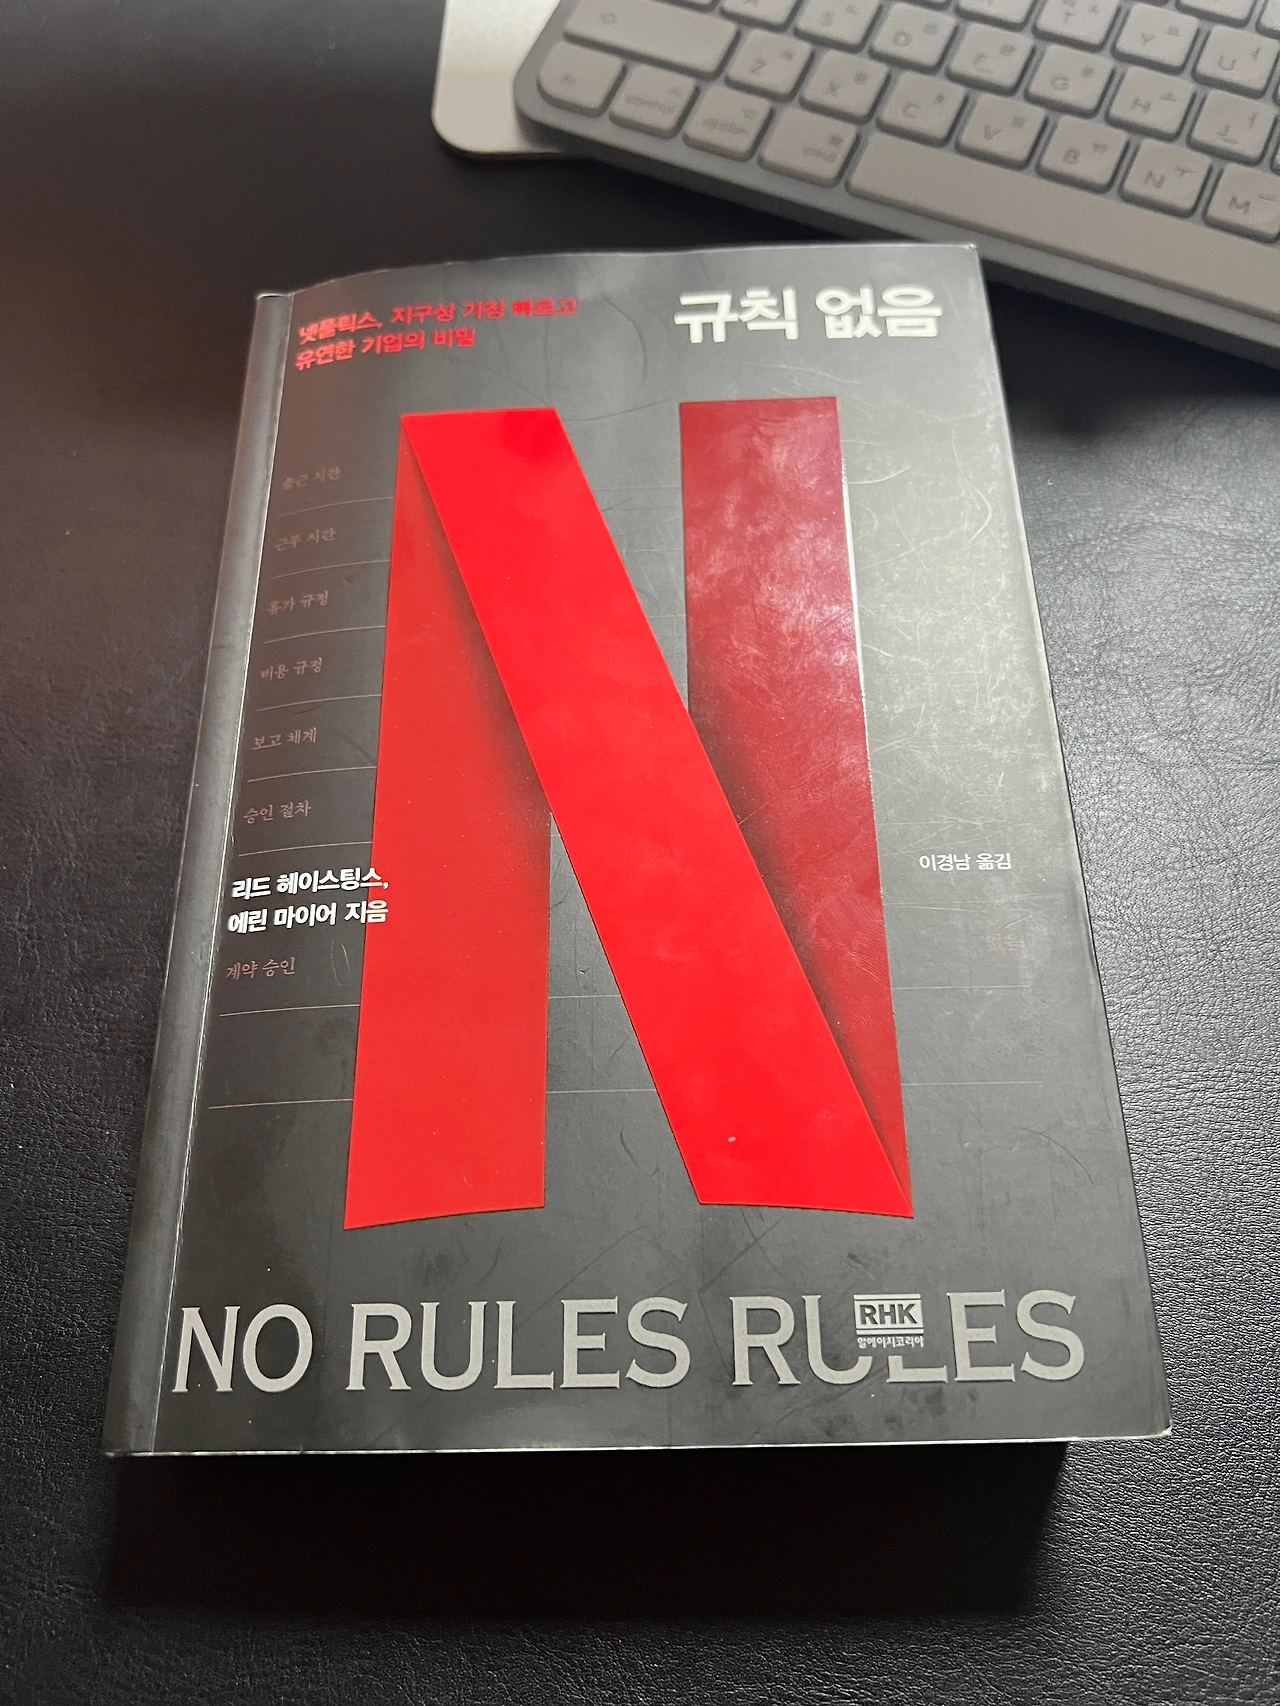 넷플릭스, 지구상 가장 빠르고
유연한 기업의 비밀
규칙 없음
출근 시간
근무 시간
휴가 규정
비용 규정
보고 체계
승인 절차
리드 헤이스팅스,
에린 마이어 지음
이경남 옮김
계약 승인
NO RULES RULES
RHK
알에이치코리아
control
option
cmd
Z
X
C
V
B
N
M
S
D
F
G
H
T
Y
U